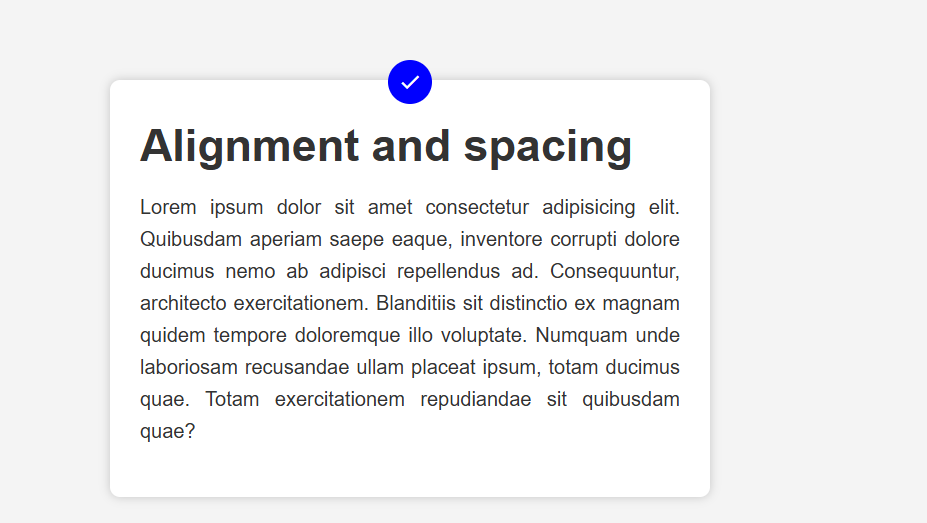 Alignment and spacing
Lorem ipsum dolor sit amet consectetur adipisicing elit.
Quibusdam aperiam saepe eaque, inventore corrupti dolore
ducimus nemo ab adipisci repellendus ad. Consequuntur,
architecto exercitationem. Blanditiis sit distinctio ex magnam
quidem tempore doloremque illo voluptate. Numquam unde
laboriosam recusandae ullam placeat ipsum, totam ducimus
quae. Totam exercitationem repudiandae sit quibusdam
quae?